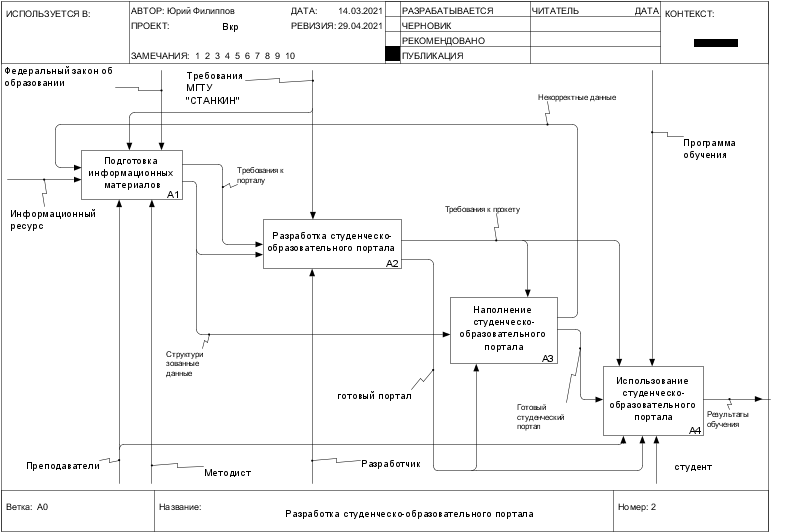 ИСПОЛЬЗУЕТСЯ В:
АВТОР: Юрий Филиппов
ДАТА: 14.03.2021
РАЗРАБАТЫВАЕТСЯ
ЧИТАТЕЛЬ
ДАТА
КОНТЕКСТ:
ПРОЕКТ: Вкр
РЕВИЗИЯ: 29.04.2021
ЧЕРНОВИК
РЕКОМЕНДОВАНО
ЗАМЕЧАНИЯ: 1 2 3 4 5 6 7 8 9 10
ПУБЛИКАЦИЯ
Федеральный закон об
образовании
Требования
МГТУ
"СТАНКИН"
Некорректные данные
Программа
обучения
Подготовка
информационных
материалов
A1
Требования к
порталу
Информационный
ресурс
Требования к прокету
Разработка студенческо-
образовательного портала
A2
Наполнение
студенческо-
образовательного
портала
A3
Структури
зованные
данные
готовый портал
Готовый
студенческий
портал
Использование
студенческо-
образовательного
портала
A4
Результаты
обучения
Преподаватели
Методист
Разработчик
студент
Ветка: A0
Название:
Разработка студенческо-образовательного портала
Номер: 2